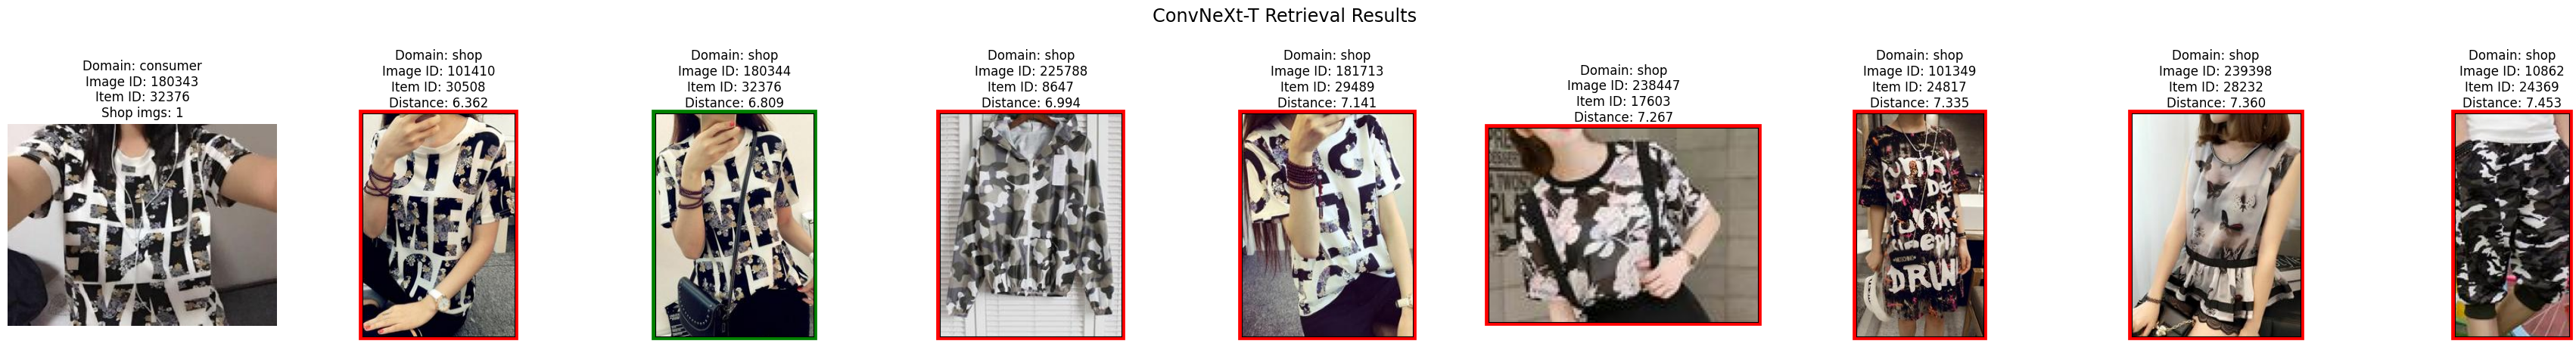 ConvNeXt-T Retrieval Results
Domain: consumer
Image ID: 180343
Item ID: 32376
Shop imgs: 1
Domain: shop
Image ID: 101410
Item ID: 30508
Distance: 6.362
Domain: shop
Image ID: 180344
Item ID: 32376
Distance: 6.809
Domain: shop
Image ID: 225788
Item ID: 8647
Distance: 6.994
Domain: shop
Image ID: 181713
Item ID: 29489
Distance: 7.141
Domain: shop
Image ID: 238447
Item ID: 17603
Distance: 7.267
Domain: shop
Image ID: 101349
Item ID: 24817
Distance: 7.335
Domain: shop
Image ID: 239398
Item ID: 28232
Distance: 7.360
Domain: shop
Image ID: 10862
Item ID: 24369
Distance: 7.453